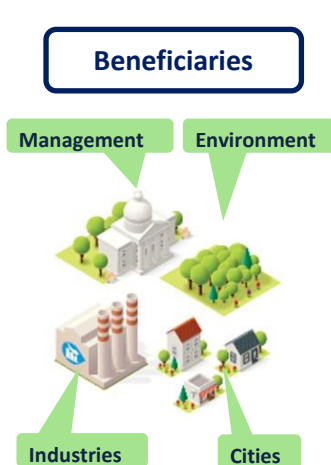 Beneficiaries
Management
Environment
Industries
Cities